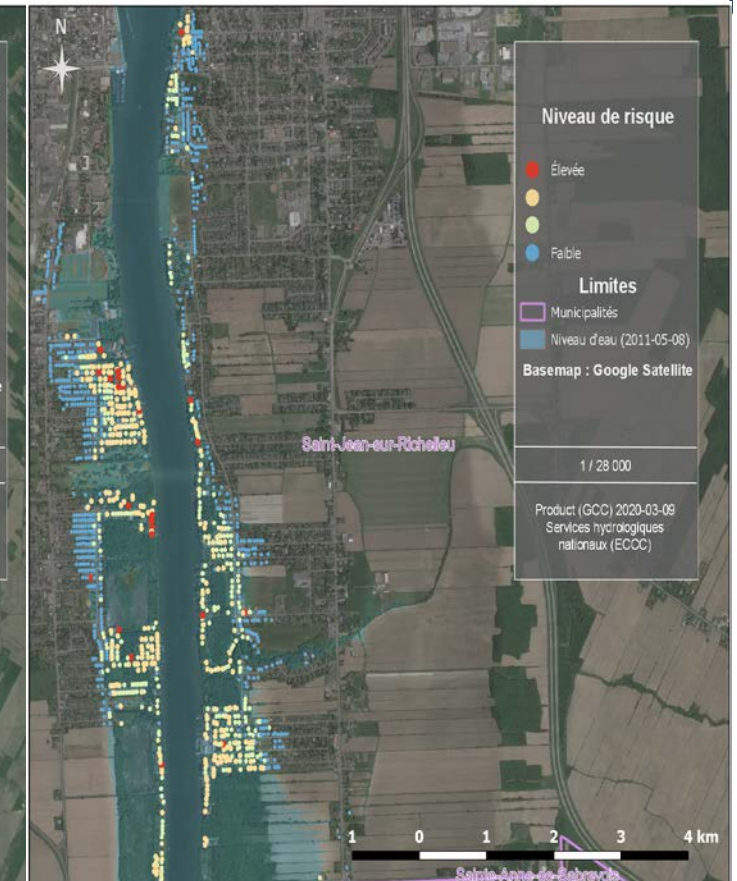 N
Niveau de risque
Élevée
Faible
Limites
Municipalités
Niveau d'eau (2011-05-08)
Basemap : Google Satellite
Saint-Jean-sur-Richelieu
1 / 28 000
Product (GCC) 2020-03-09
Services hydrologiques
nationaux (ECCC)
1 0 1 2 3 4 km
Sainte-Anne-de-Sabrevois